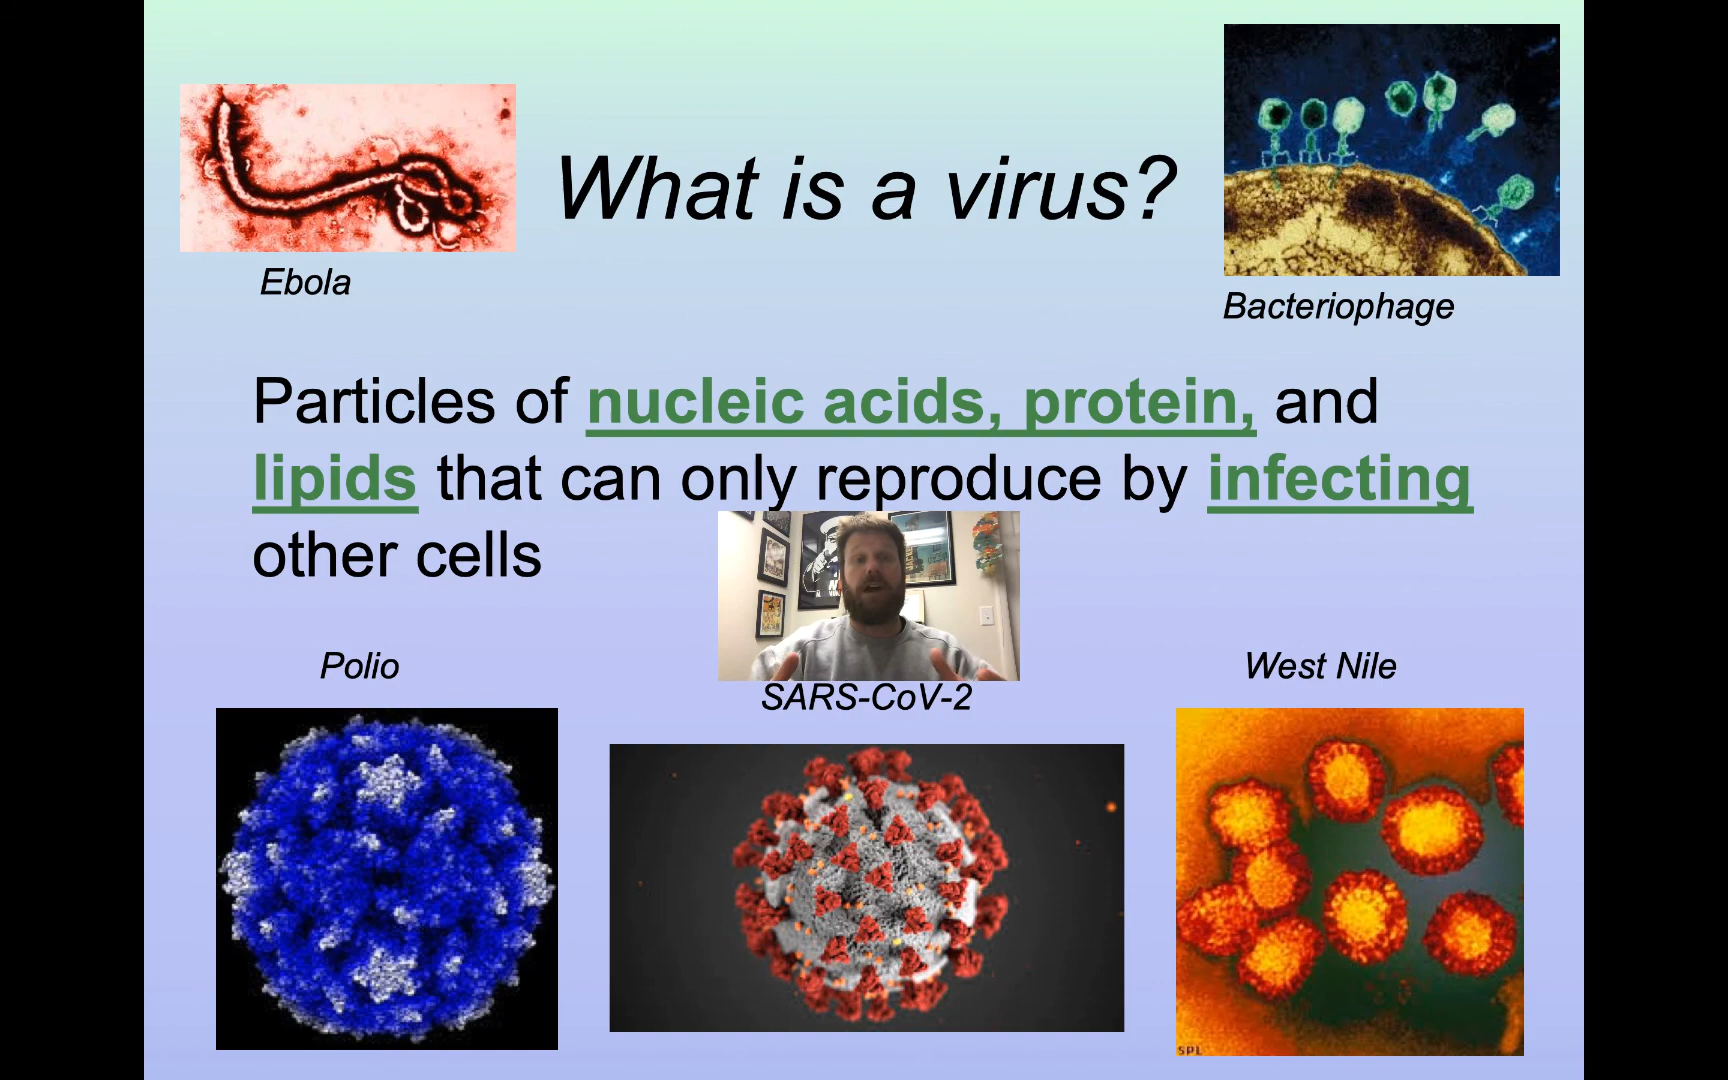 What is a virus?
Ebola
Bacteriophage
Particles of nucleic acids, protein, and
lipids that can only reproduce by infecting
other cells
Polio
SARS-CoV-2
West Nile
SPL